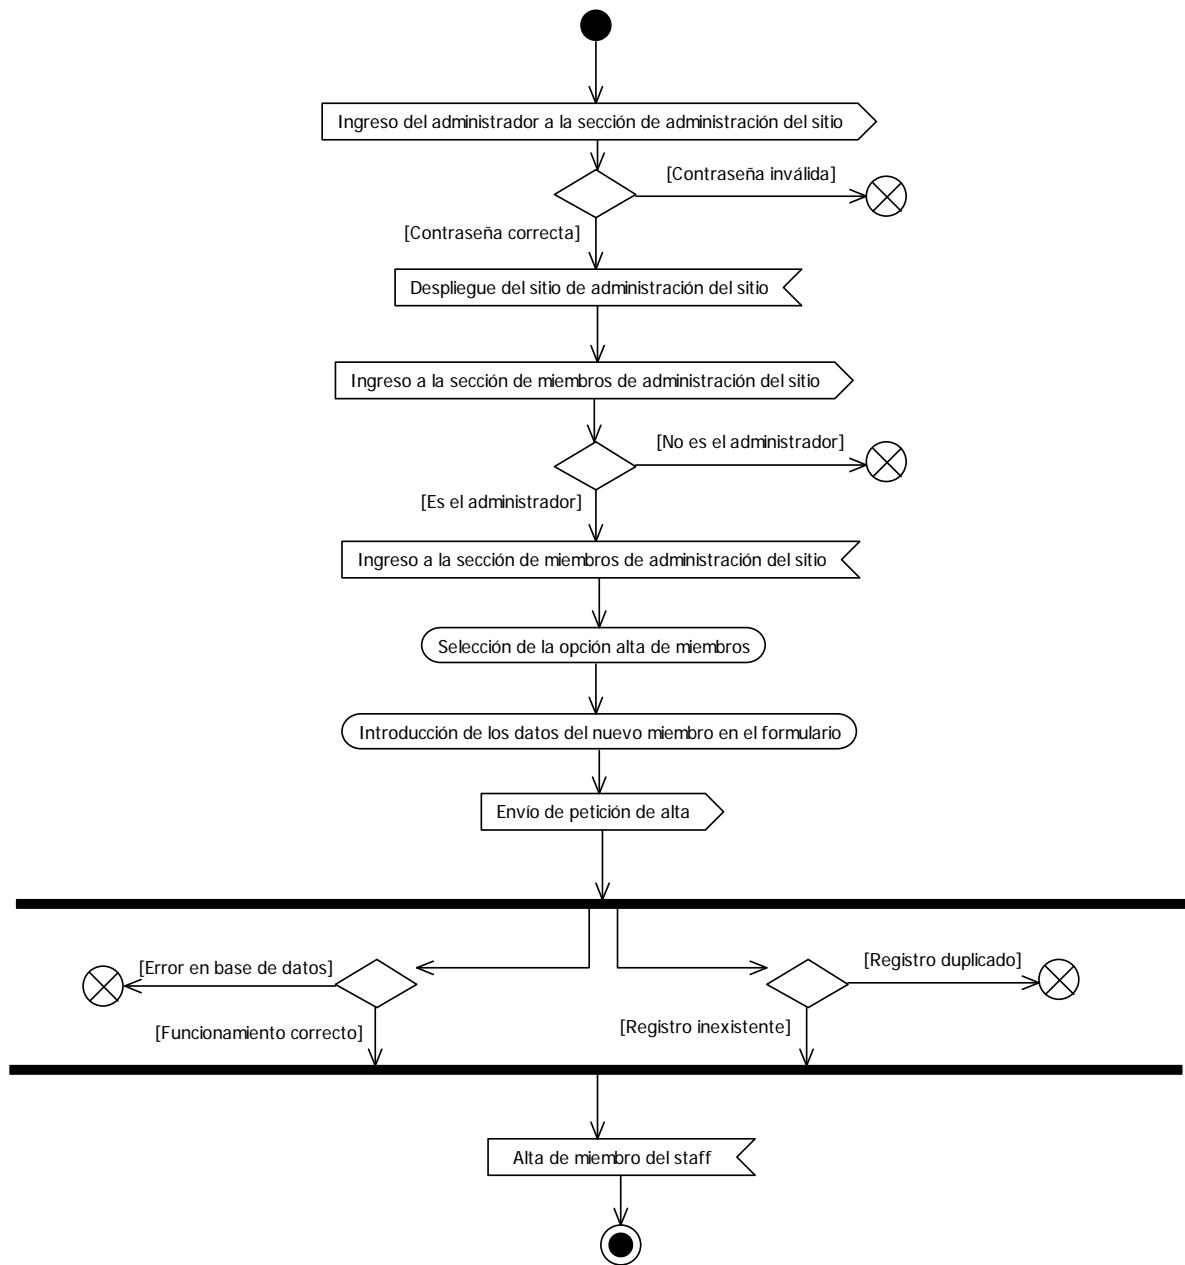 Ingreso del administrador a la sección de administración del sitio
[Contraseña inválida]
[Contraseña correcta]
Despliegue del sitio de administración del sitio
Ingreso a la sección de miembros de administración del sitio
[No es el administrador]
[Es el administrador]
Ingreso a la sección de miembros de administración del sitio
Selección de la opción alta de miembros
Introducción de los datos del nuevo miembro en el formulario
Envío de petición de alta
[Error en base de datos]
[Registro duplicado]
[Funcionamiento correcto]
[Registro inexistente]
Alta de miembro del staff